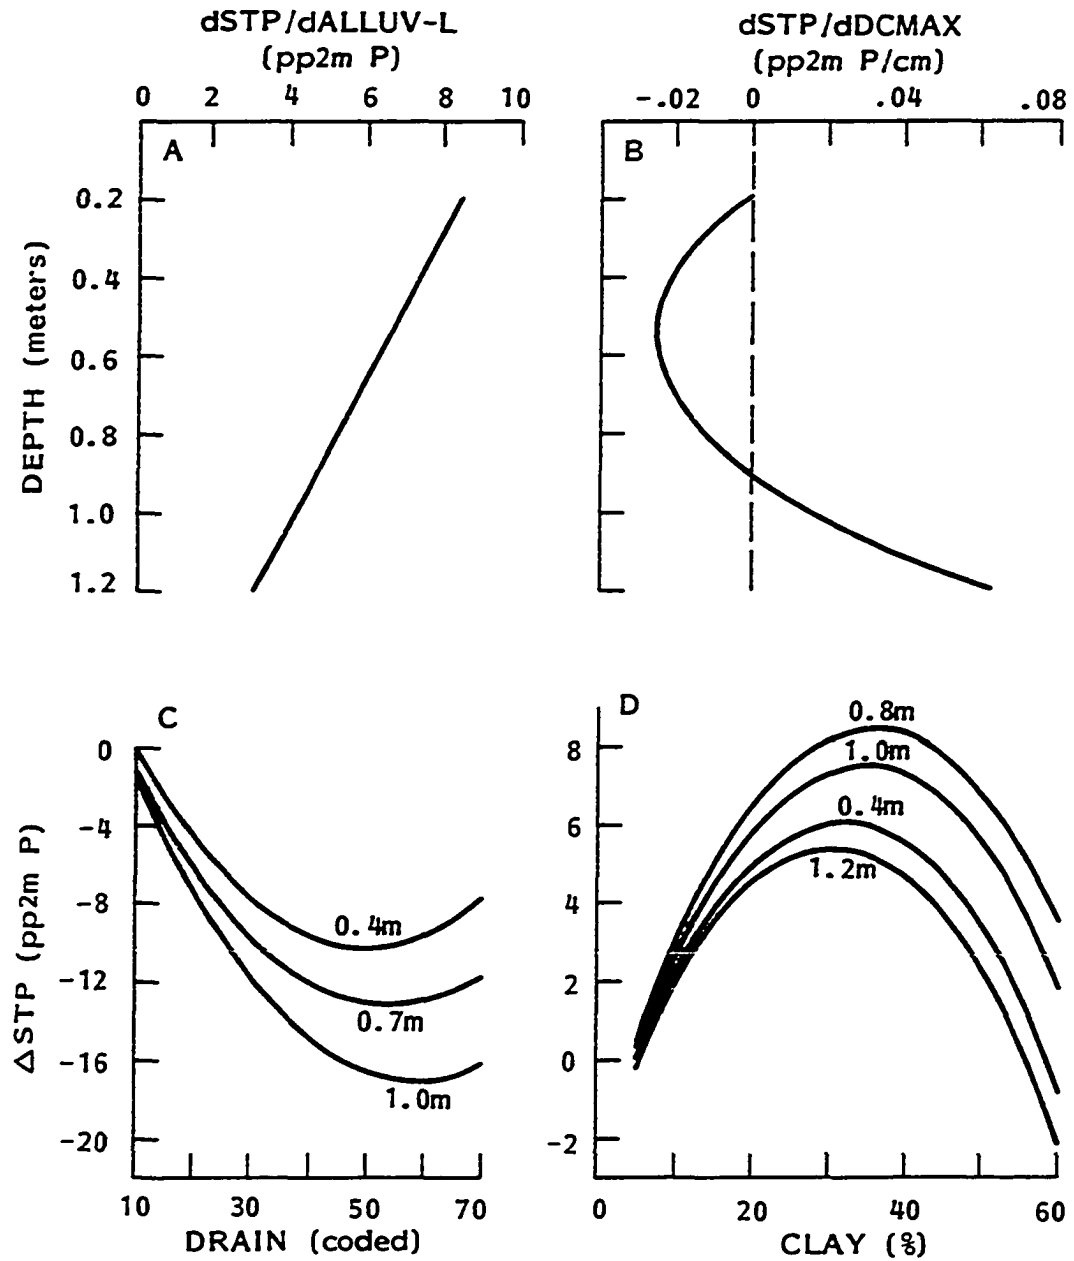 dSTP/dALLUV-L
(pp2m P)
0 2 4 6 8 10
A
DEPTH (meters)
0.2
0.4
0.6
0.8
1.0
1.2
dSTP/dDCMAX
(pp2m P/cm)
-.02 0 .04 .08
B
C
ΔSTP (pp2m P)
0
-4
-8
-12
-16
-20
0.4m
0.7m
1.0m
10 30 50 70
DRAIN (coded)
D
8
6
4
2
0
-2
0.8m
1.0m
0.4m
1.2m
0 20 40 60
CLAY (%)